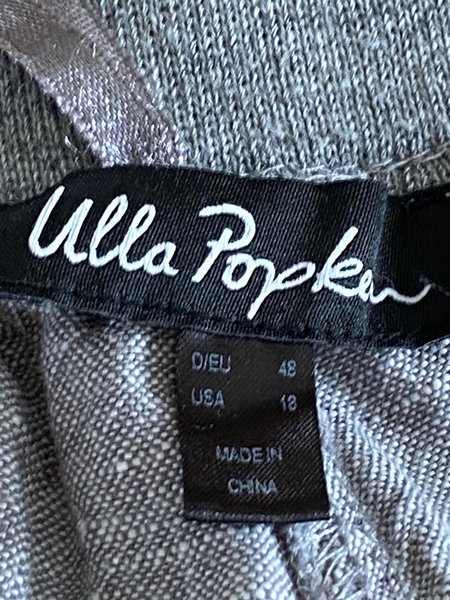 Ulla Popken
D/EU 48
USA 18
MADE IN
CHINA